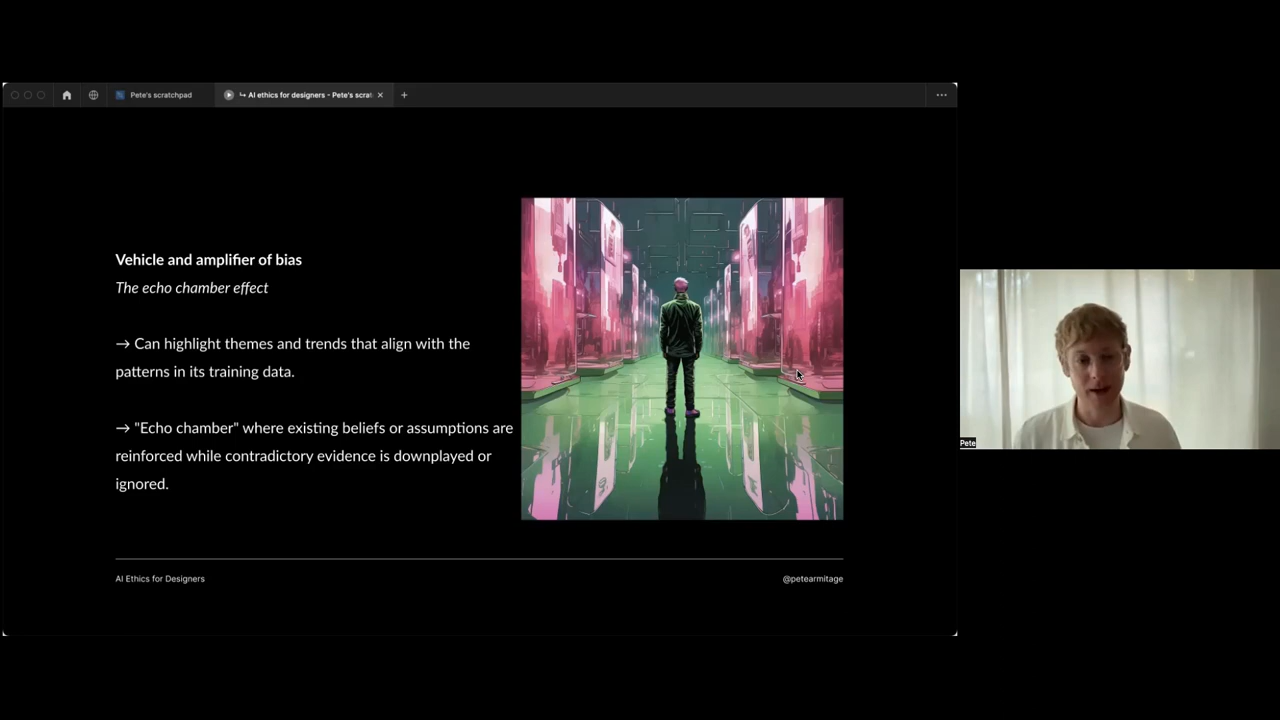 Pete's scratchpad
↪ AI ethics for designers - Pete's scrat
Vehicle and amplifier of bias
The echo chamber effect
→ Can highlight themes and trends that align with the
patterns in its training data.
→ "Echo chamber" where existing beliefs or assumptions are
reinforced while contradictory evidence is downplayed or
ignored.
AI Ethics for Designers
@petearmitage
Pete